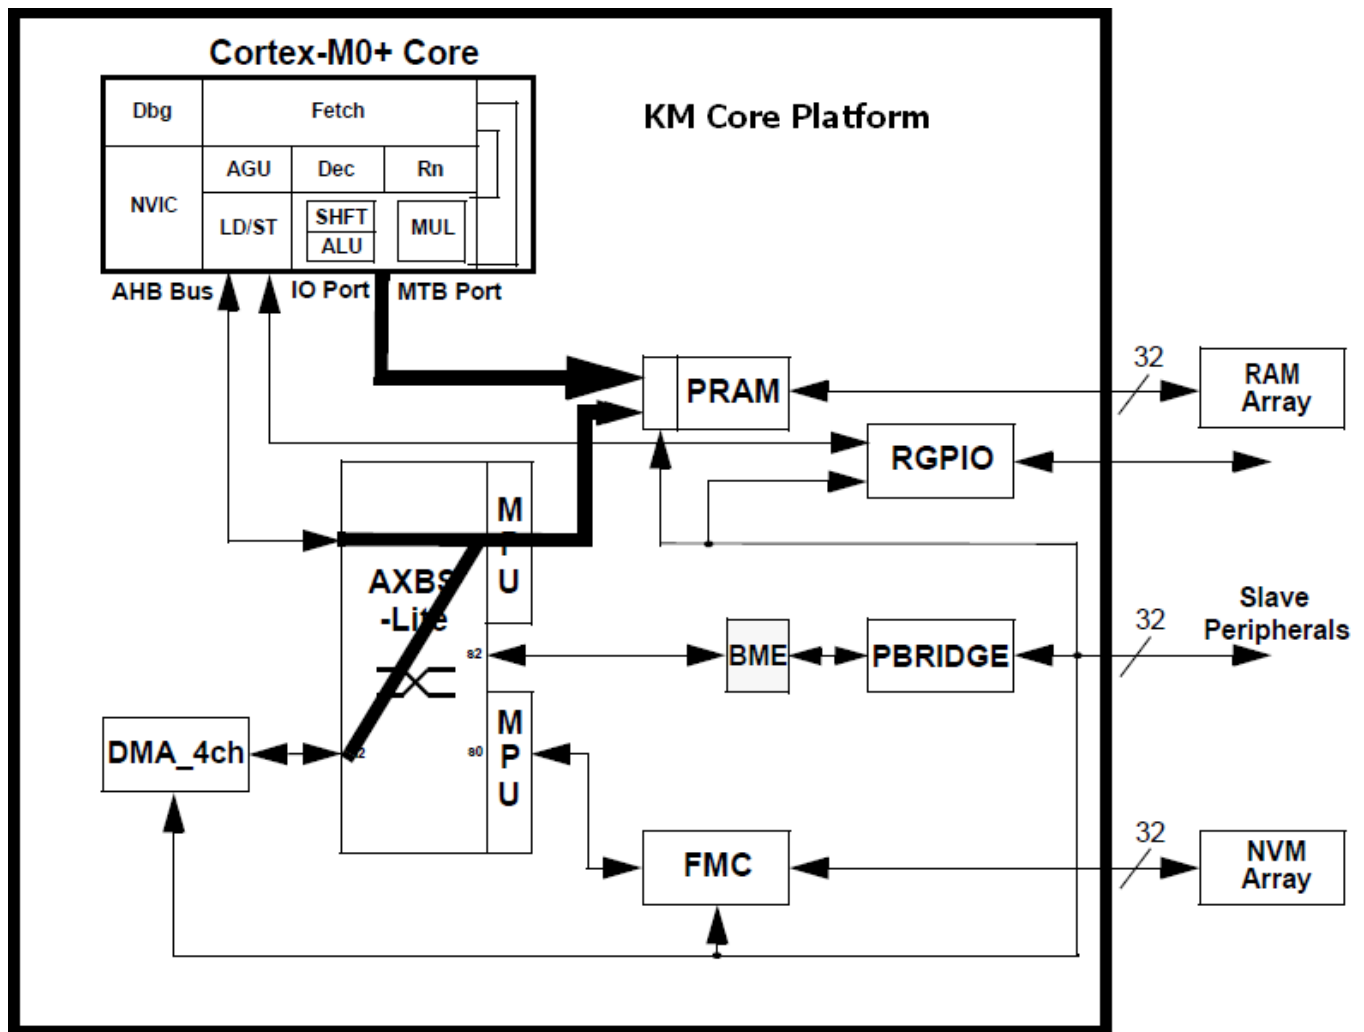 Cortex-M0+ Core
KM Core Platform
Dbg
Fetch
AGU
Dec
Rn
NVIC
LD/ST
SHFT
ALU
MUL
AHB Bus
IO Port
MTB Port
PRAM
32
RAM
Array
RGPIO
M
U
AXBS
-Lite
s2
BME
PBRIDGE
32
Slave
Peripherals
DMA_4ch
s0
M
P
U
FMC
32
NVM
Array